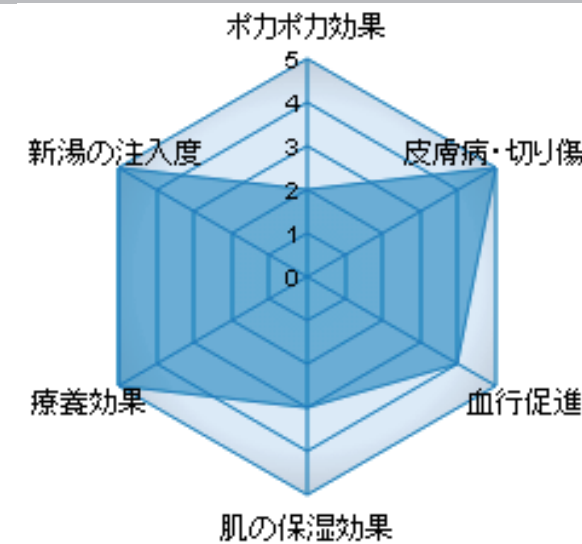 ポカポカ効果
5
4
新湯の注入度
3
皮膚病・切り傷
2
1
0
療養効果
血行促進
肌の保湿効果